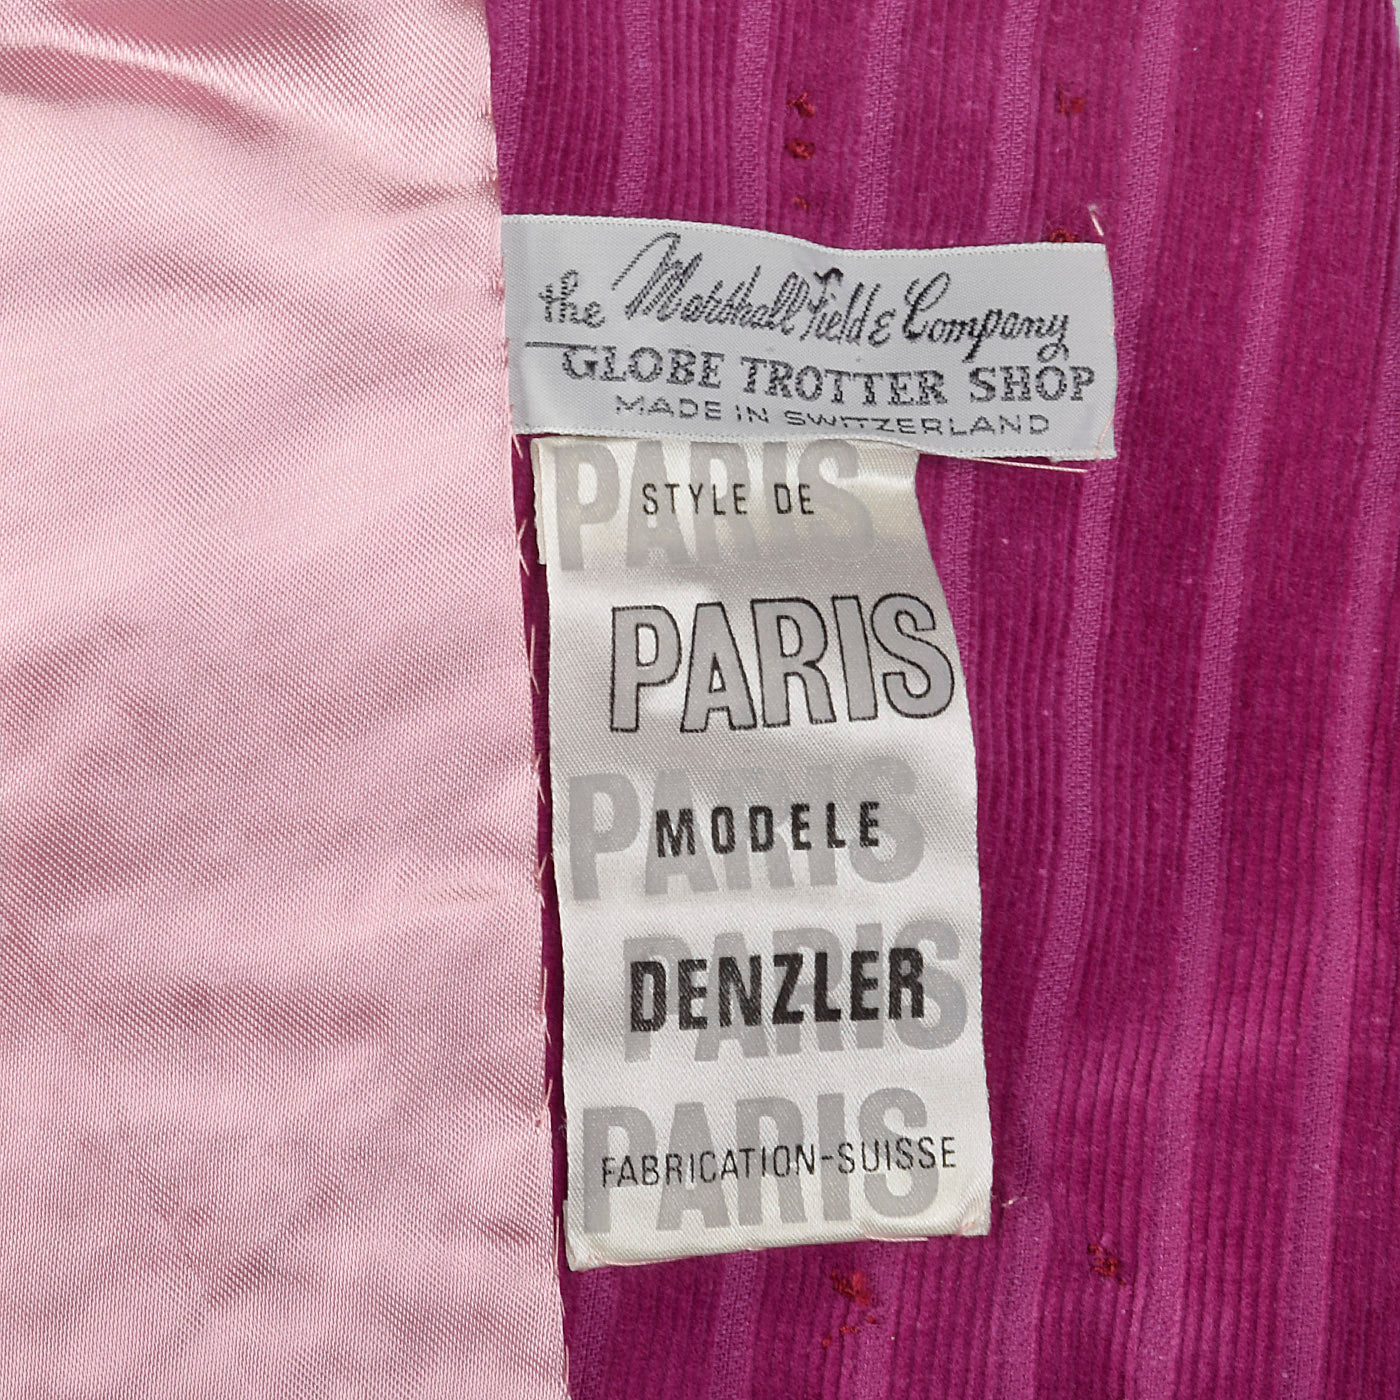 the Marshall Field & Company
GLOBE TROTTER SHOP
MADE IN SWITZERLAND
PARIS
STYLE DE
PARIS
PARIS
MODELE
PARIS
DENZLER
PARIS
FABRICATION-SUISSE